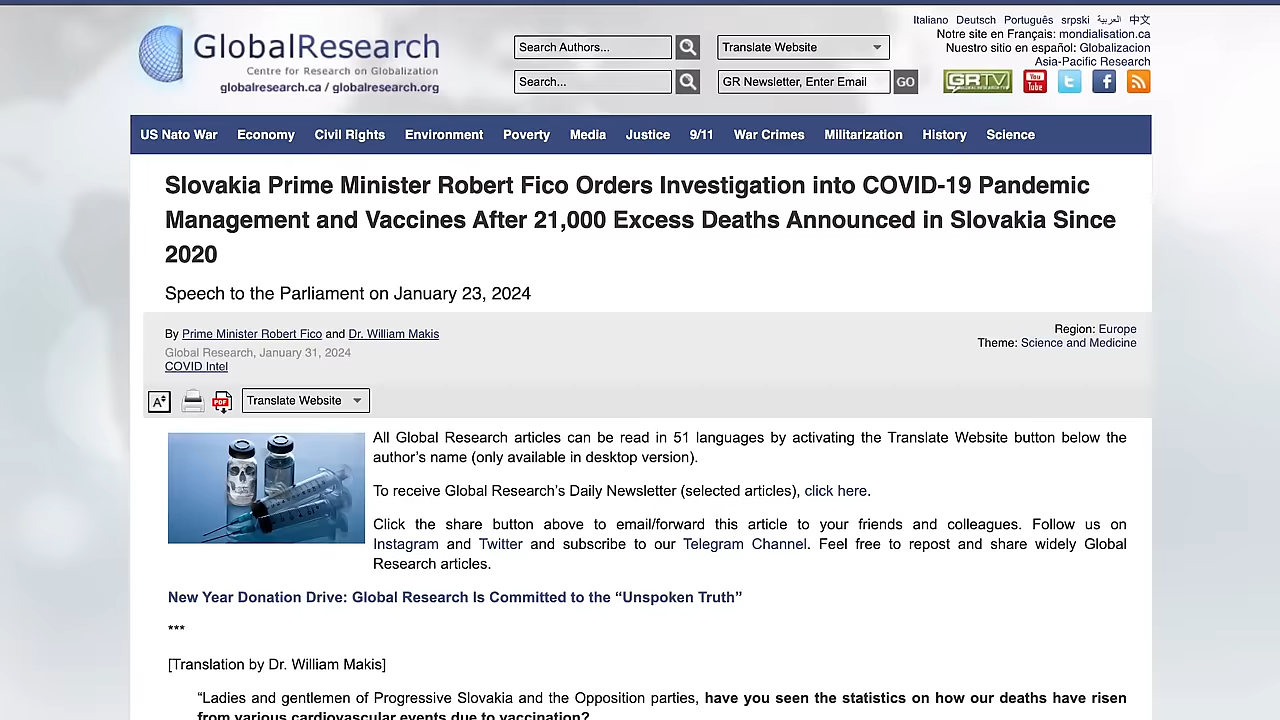 Italiano Deutsch Português srpski العربية 中文
Notre site en Français: mondialisation.ca
Nuestro sitio en español: Globalizacion
Asia-Pacific Research
GlobalResearch
Centre for Research on Globalization
globalresearch.ca / globalresearch.org
Search Authors...
Translate Website
Search...
GR Newsletter, Enter Email
GO
GRTV
You Tube
US Nato War Economy Civil Rights Environment Poverty Media Justice 9/11 War Crimes Militarization History Science
Slovakia Prime Minister Robert Fico Orders Investigation into COVID-19 Pandemic
Management and Vaccines After 21,000 Excess Deaths Announced in Slovakia Since
2020
Speech to the Parliament on January 23, 2024
By Prime Minister Robert Fico and Dr. William Makis
Global Research, January 31, 2024
COVID Intel
Region: Europe
Theme: Science and Medicine
A
PDF
Translate Website
All Global Research articles can be read in 51 languages by activating the Translate Website button below the
author's name (only available in desktop version).
To receive Global Research's Daily Newsletter (selected articles), click here.
Click the share button above to email/forward this article to your friends and colleagues. Follow us on
Instagram and Twitter and subscribe to our Telegram Channel. Feel free to repost and share widely Global
Research articles.
New Year Donation Drive: Global Research Is Committed to the “Unspoken Truth”
***
[Translation by Dr. William Makis]
“Ladies and gentlemen of Progressive Slovakia and the Opposition parties, have you seen the statistics on how our deaths have risen
from various cardiovascular events due to vaccination?